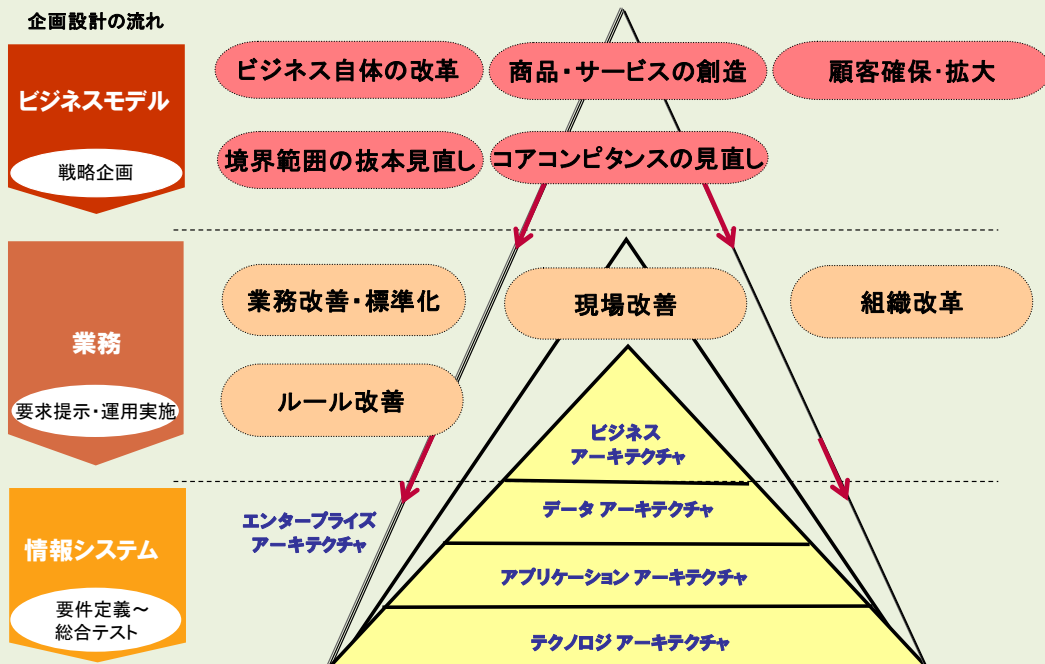 企画設計の流れ
ビジネスモデル
戦略企画
ビジネス自体の改革
商品・サービスの創造
顧客確保・拡大
境界範囲の抜本見直し
コアコンピタンスの見直し
業務
要求提示・運用実施
業務改善・標準化
現場改善
組織改革
ルール改善
ビジネス
アーキテクチャ
情報システム
要件定義～
総合テスト
エンタープライズ
アーキテクチャ
データ アーキテクチャ
アプリケーション アーキテクチャ
テクノロジ アーキテクチャ